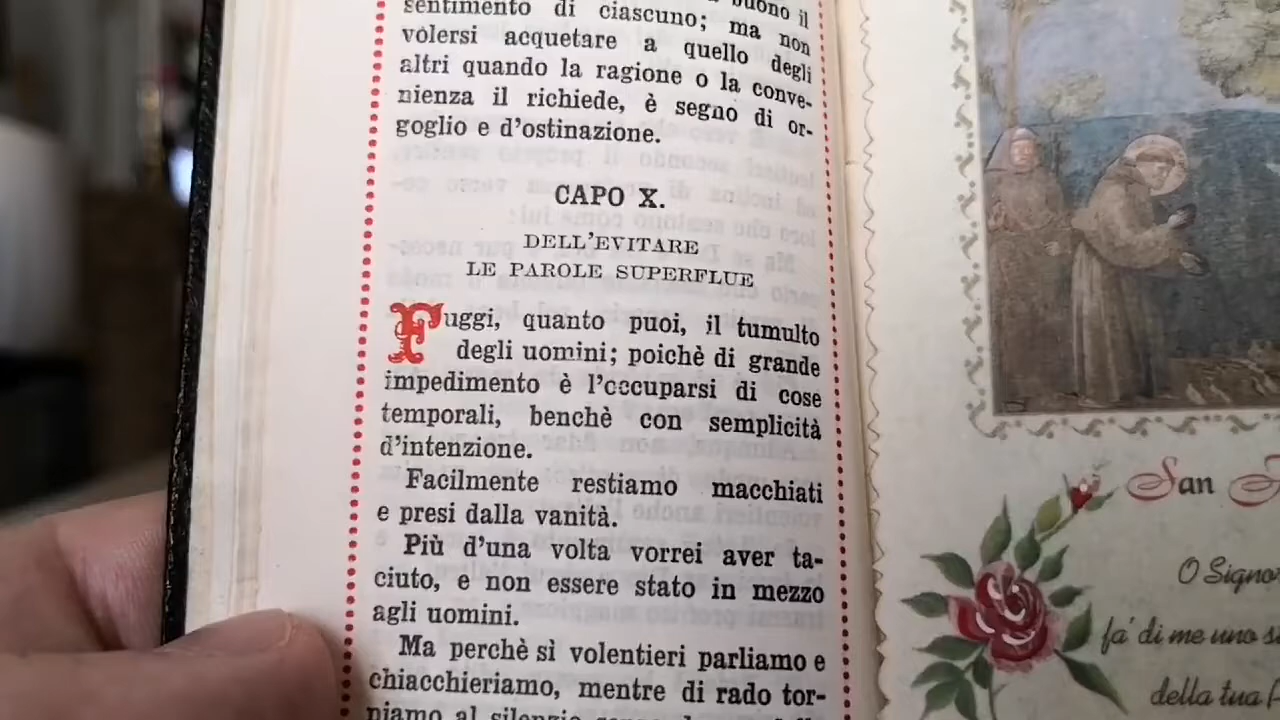 sentimento di ciascuno; ma non
volersi acquetare a quello degli
altri quando la ragione o la conve-
nienza il richiede, è segno di or-
goglio e d'ostinazione.
CAPO X.
DELL'EVITARE
LE PAROLE SUPERFLUE
Fuggi, quanto puoi, il tumulto
degli uomini; poichè di grande
impedimento è l'occuparsi di cose
temporali, benchè con semplicità
d'intenzione.
Facilmente restiamo macchiati
e presi dalla vanità.
Più d'una volta vorrei aver ta-
ciuto, e non essere stato in mezzo
agli uomini.
Ma perchè sì volentieri parliamo e
chiacchieriamo, mentre di rado tor-
niamo al silenzio
San
O Signo
fa' di me uno
della tua